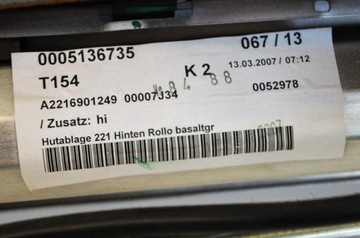 0005136735 067 / 13
T154 K 2 13.03.2007 / 07:12
A2216901249 00007J34 0052978
/ Zusatz: hi
Hutablage 221 Hinten Rollo basaltgr